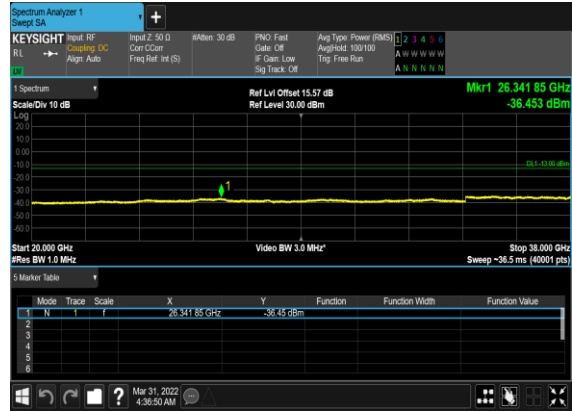 Spectrum Analyzer 1
Swept SA
+
KEYSIGHT Input: RF Input Z: 50 Ω #Atten: 30 dB PNO: Fast Avg Type: Power (RMS) 1 2 3 4 5 6
RL Coupling: DC Corr CCorr Gate: Off Avg|Hold: 100/100 A W W W W W
Align: Auto Freq Ref: Int (S) IF Gain: Low Trig: Free Run
Sig Track: Off A N N N N N
1 Spectrum Ref Lvl Offset 15.57 dB Mkr1 26.341 85 GHz
Scale/Div 10 dB Ref Level 30.00 dBm -36.453 dBm
Log
20.0
10.0
0.00
-10.0 DL1 -13.00 dBm
-20.0
-30.0 1
-40.0
-50.0
-60.0
Start 20.000 GHz Video BW 3.0 MHz* Stop 38.000 GHz
#Res BW 1.0 MHz Sweep ~36.5 ms (40001 pts)
5 Marker Table
Mode Trace Scale X Y Function Function Width Function Value
1 N 1 f 26.341 85 GHz -36.45 dBm
2
3
4
5
6
? Mar 31, 2022
4:36:50 AM